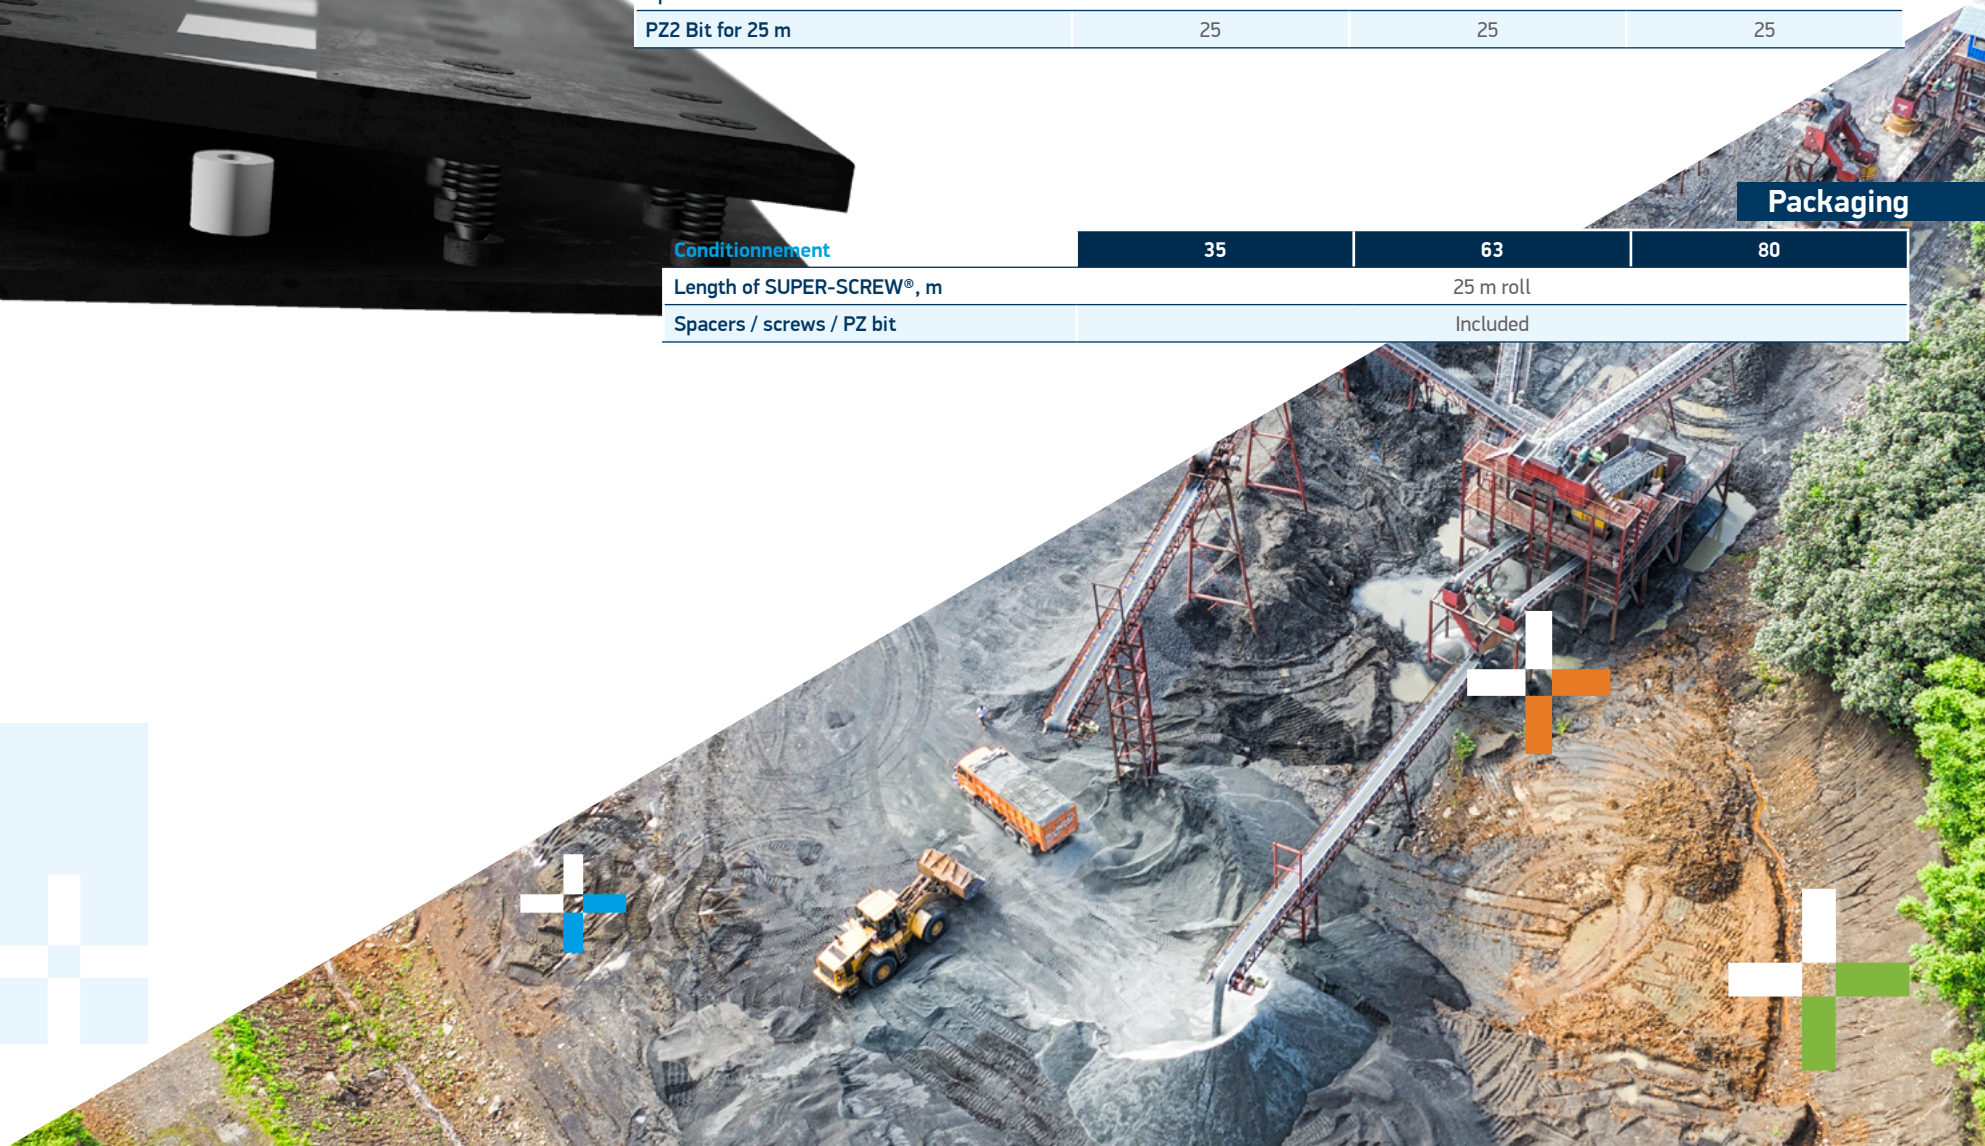 PZ2 Bit for 25 m 25 25 25
Packaging
Conditionnement 35 63 80
Length of SUPER-SCREW®, m 25 m roll
Spacers / screws / PZ bit Included